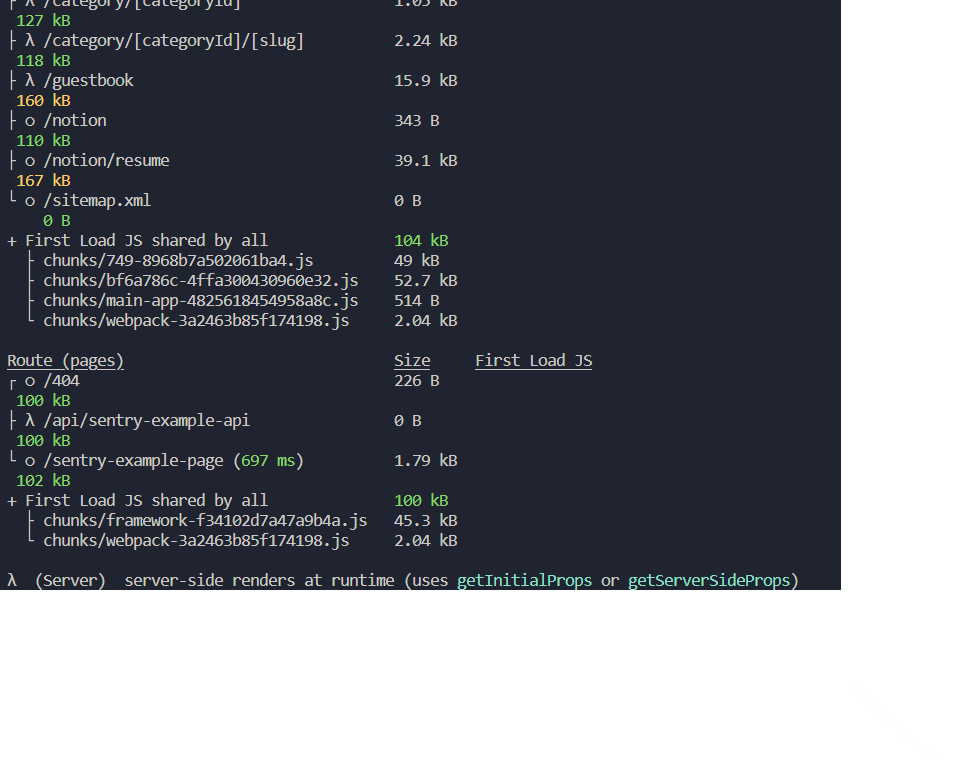 ┌ λ /category/[categoryId] 1.05 kB
127 kB
├ λ /category/[categoryId]/[slug] 2.24 kB
118 kB
├ λ /guestbook 15.9 kB
160 kB
├ ○ /notion 343 B
110 kB
├ ○ /notion/resume 39.1 kB
167 kB
└ ○ /sitemap.xml 0 B
0 B
+ First Load JS shared by all 104 kB
├ chunks/749-8968b7a502061ba4.js 49 kB
├ chunks/bf6a786c-4ffa300430960e32.js 52.7 kB
├ chunks/main-app-4825618454958a8c.js 514 B
└ chunks/webpack-3a2463b85f174198.js 2.04 kB
Route (pages) Size First Load JS
┌ ○ /404 226 B
100 kB
├ λ /api/sentry-example-api 0 B
100 kB
└ ○ /sentry-example-page (697 ms) 1.79 kB
102 kB
+ First Load JS shared by all 100 kB
├ chunks/framework-f34102d7a47a9b4a.js 45.3 kB
└ chunks/webpack-3a2463b85f174198.js 2.04 kB
λ (Server) server-side renders at runtime (uses getInitialProps or getServerSideProps)